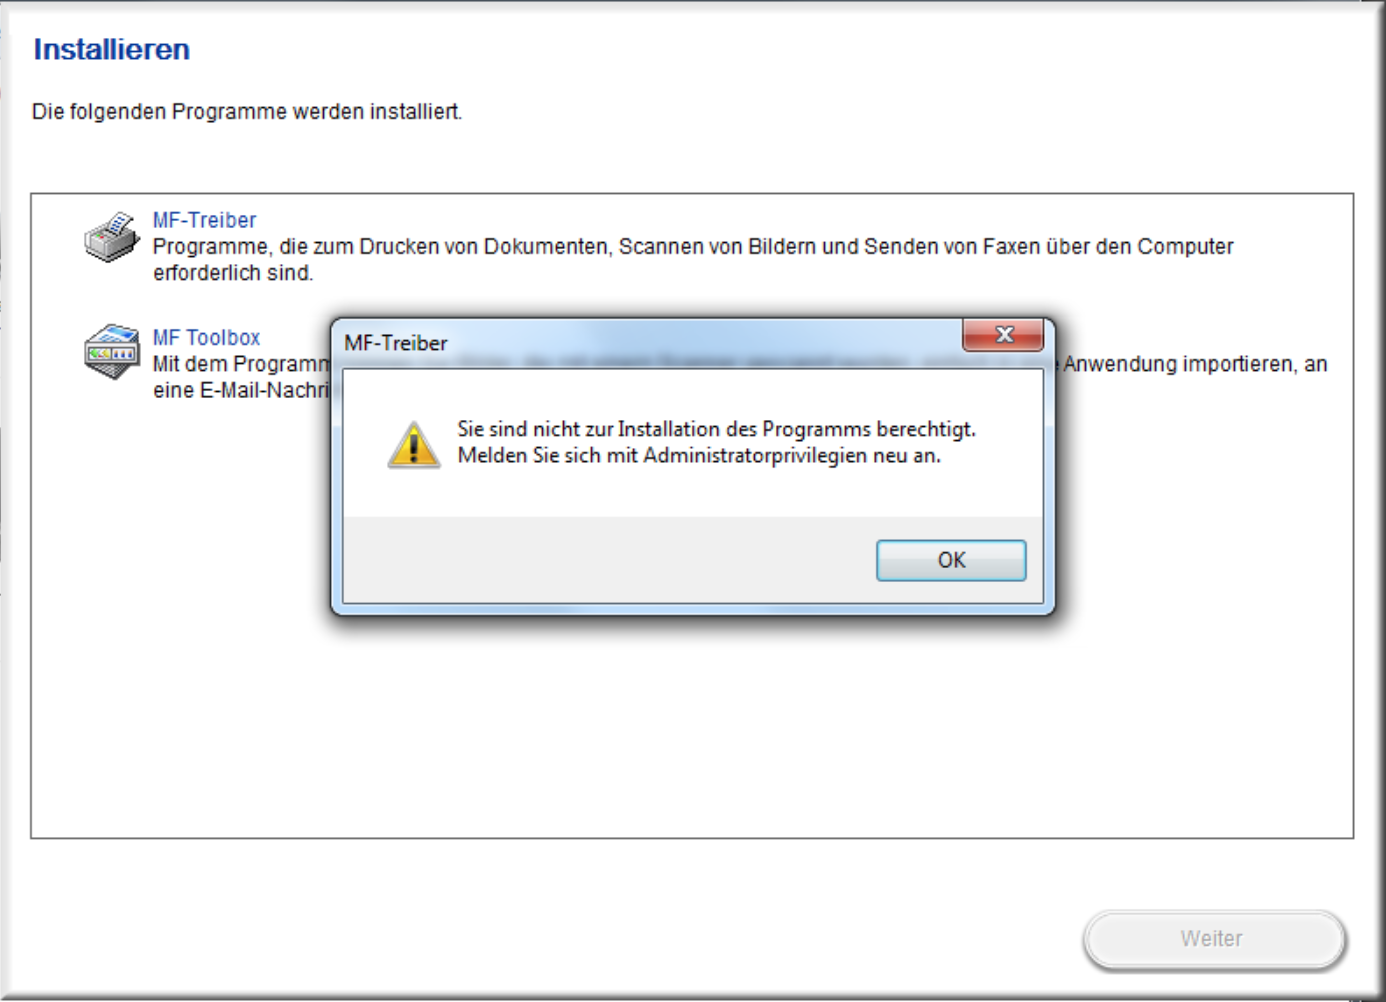 Installieren
Die folgenden Programme werden installiert.
MF-Treiber
Programme, die zum Drucken von Dokumenten, Scannen von Bildern und Senden von Faxen über den Computer
erforderlich sind.
MF Toolbox
Mit dem Programm Anwendung importieren, an
eine E-Mail-Nachri
MF-Treiber
Sie sind nicht zur Installation des Programms berechtigt.
Melden Sie sich mit Administratorprivilegien neu an.
OK
Weiter